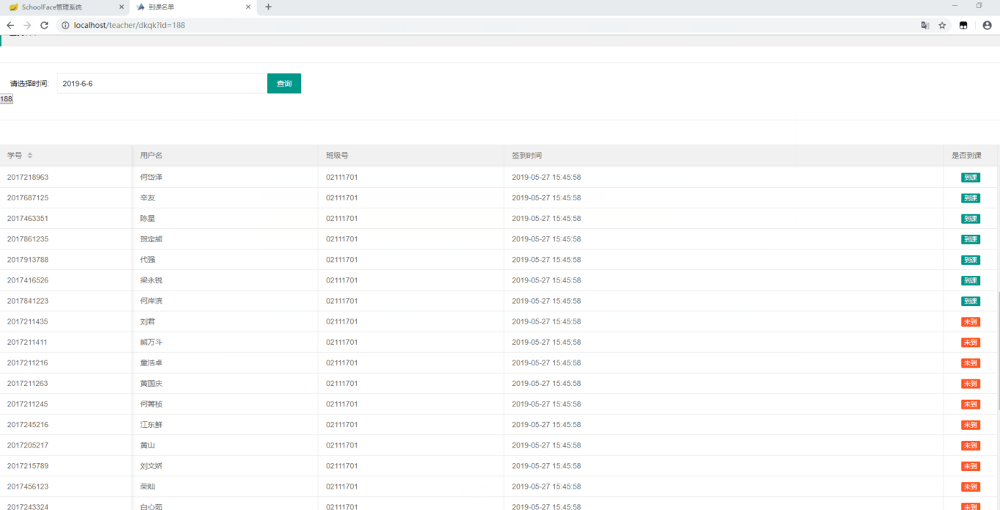 SchoolFace管理系统
到课名单
localhost/teacher/dkqk?id=188
请选择时间: 2019-6-6 查询
188
学号 用户名 班级号 签到时间 是否到课
2017218963 何岱泽 02111701 2019-05-27 15:45:58 到课
2017687125 辛友 02111701 2019-05-27 15:45:58 到课
2017463351 陈星 02111701 2019-05-27 15:45:58 到课
2017861235 贺定熊 02111701 2019-05-27 15:45:58 到课
2017913788 代强 02111701 2019-05-27 15:45:58 到课
2017416526 梁永锐 02111701 2019-05-27 15:45:58 到课
2017841223 何岸滨 02111701 2019-05-27 15:45:58 到课
2017211435 刘君 02111701 2019-05-27 15:45:58 未到
2017211411 熊万斗 02111701 2019-05-27 15:45:58 未到
2017211216 童浩卓 02111701 2019-05-27 15:45:58 未到
2017211263 黄国庆 02111701 2019-05-27 15:45:58 未到
2017211245 何箐桢 02111701 2019-05-27 15:45:58 未到
2017245216 江东鲜 02111701 2019-05-27 15:45:58 未到
2017205217 黄山 02111701 2019-05-27 15:45:58 未到
2017215789 刘文娇 02111701 2019-05-27 15:45:58 未到
2017456123 荣灿 02111701 2019-05-27 15:45:58 未到
2017243324 白心茹 02111701 2019-05-27 15:45:58 未到